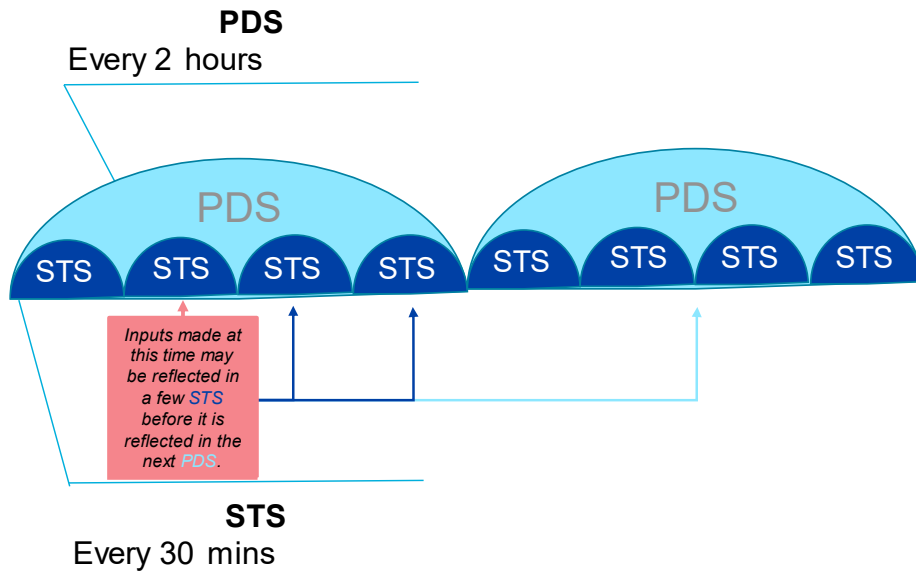 PDS
Every 2 hours
PDS
PDS
STS
STS
STS
STS
STS
STS
STS
STS
Inputs made at
this time may
be reflected in
a few STS
before it is
reflected in the
next PDS.
STS
Every 30 mins